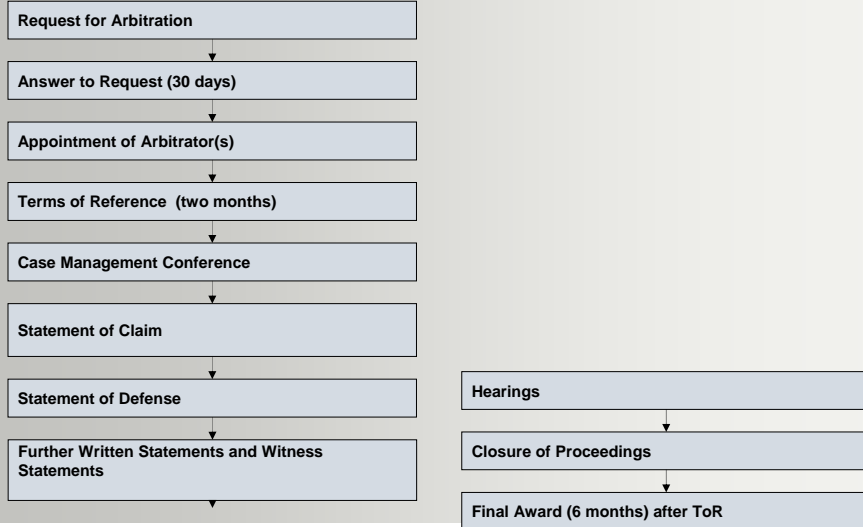 Request for Arbitration
Answer to Request (30 days)
Appointment of Arbitrator(s)
Terms of Reference (two months)
Case Management Conference
Statement of Claim
Statement of Defense
Further Written Statements and Witness
Statements
Hearings
Closure of Proceedings
Final Award (6 months) after ToR